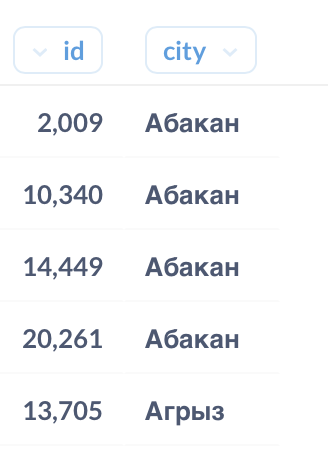 id city
2,009 Абакан
10,340 Абакан
14,449 Абакан
20,261 Абакан
13,705 Агрыз